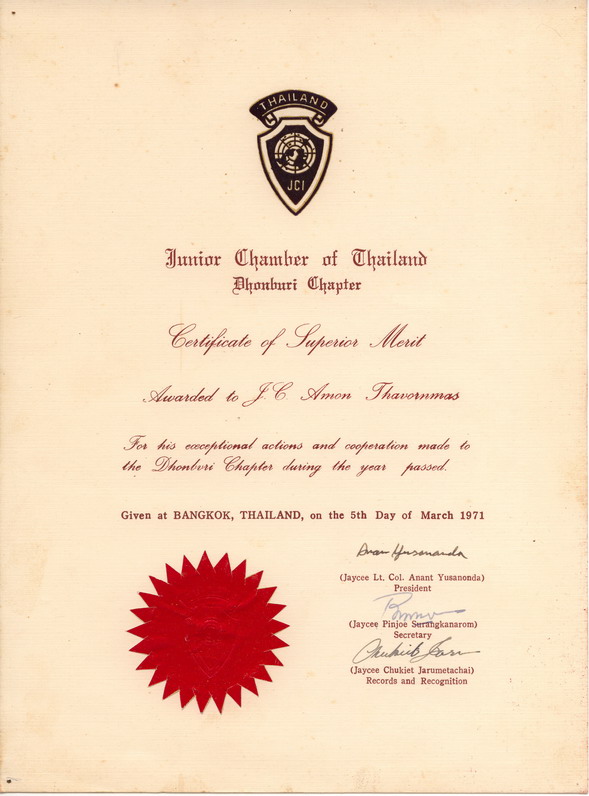 THAILAND
JCI
Junior Chamber of Thailand
Dhonburi Chapter
Certificate of Superior Merit
Awarded to J.C. Amon Thavornmas
For his exceptional actions and cooperation made to
the Dhonburi Chapter during the year passed.
Given at BANGKOK, THAILAND, on the 5th Day of March 1971
(Jaycee Lt. Col. Anant Yusanonda)
President
(Jaycee Pinjoe Surangkanarom)
Secretary
(Jaycee Chukiet Jarumetachai)
Records and Recognition